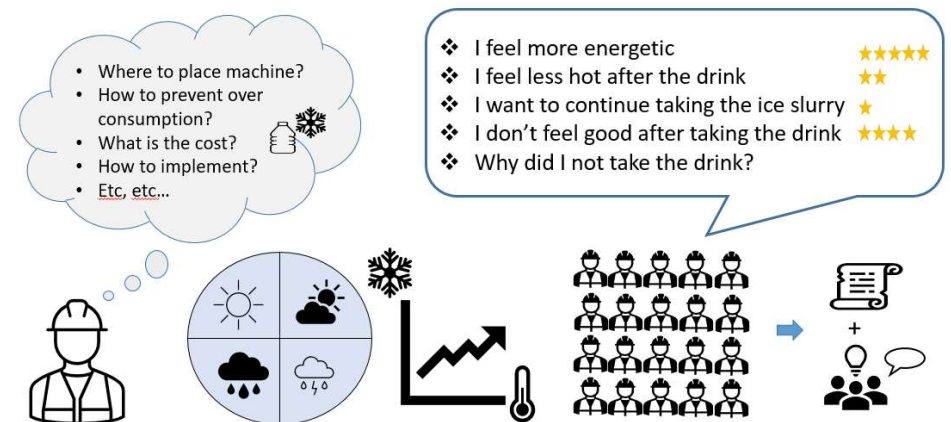 • Where to place machine?
• How to prevent over
consumption?
• What is the cost?
• How to implement?
• Etc, etc…
❖ I feel more energetic
❖ I feel less hot after the drink
❖ I want to continue taking the ice slurry
❖ I don’t feel good after taking the drink
❖ Why did I not take the drink?
+